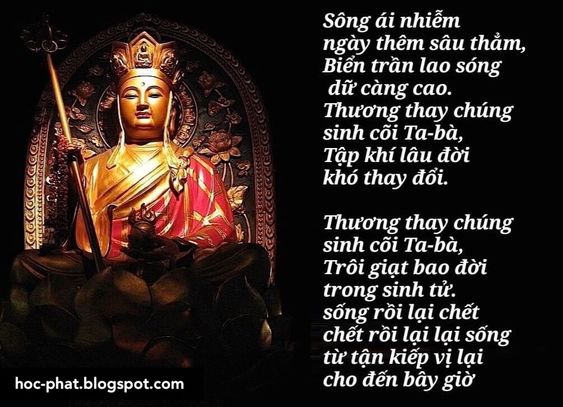 Sông ái nhiễm
ngày thêm sâu thẳm,
Biển trần lao sóng
dữ càng cao.
Thương thay chúng
sinh cõi Ta-bà,
Tập khí lâu đời
khó thay đổi.
Thương thay chúng
sinh cõi Ta-bà,
Trôi giạt bao đời
trong sinh tử.
sống rồi lại chết
chết rồi lại lại sống
từ tận kiếp vị lại
cho đến bây giờ
hoc-phat.blogspot.com